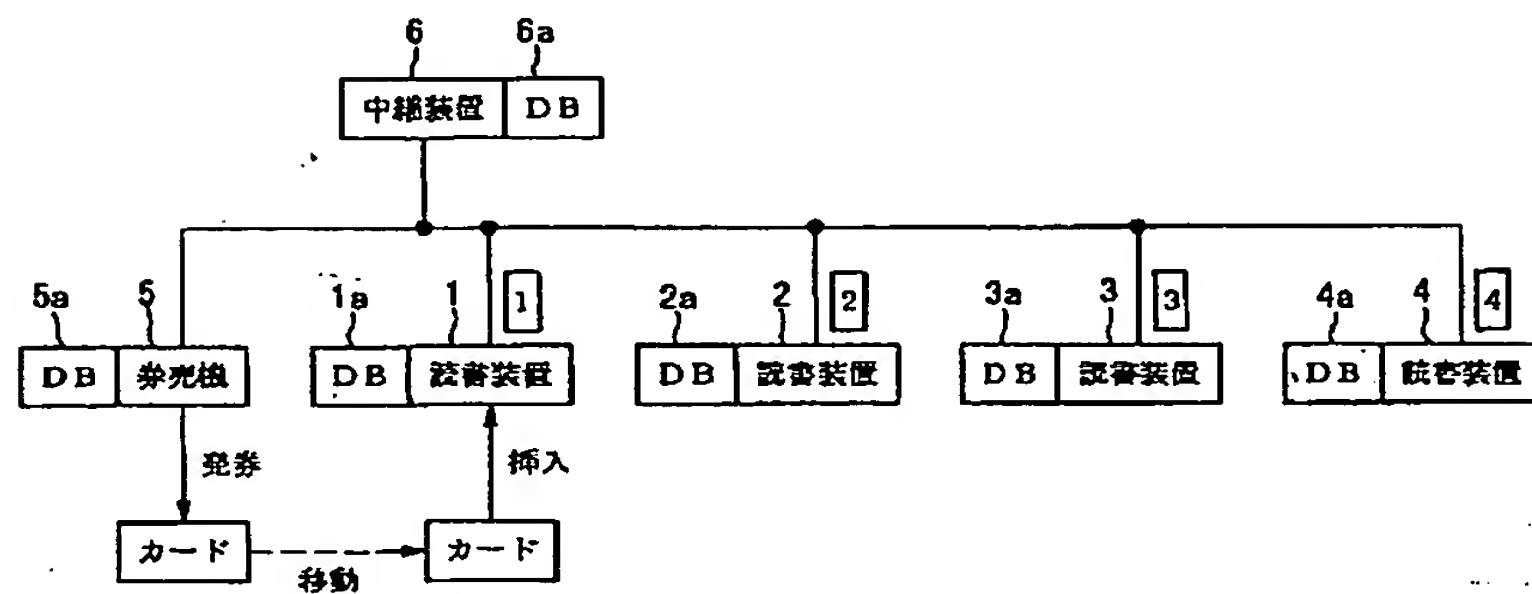 6 6a
中継装置 DB
5a 5 1a 1 1 2a 2 2 3a 3 3 4a 4 4
DB 券売機 DB 読書装置 DB 読書装置 DB 読書装置 DB 読書装置
発券 挿入
カード カード
移動